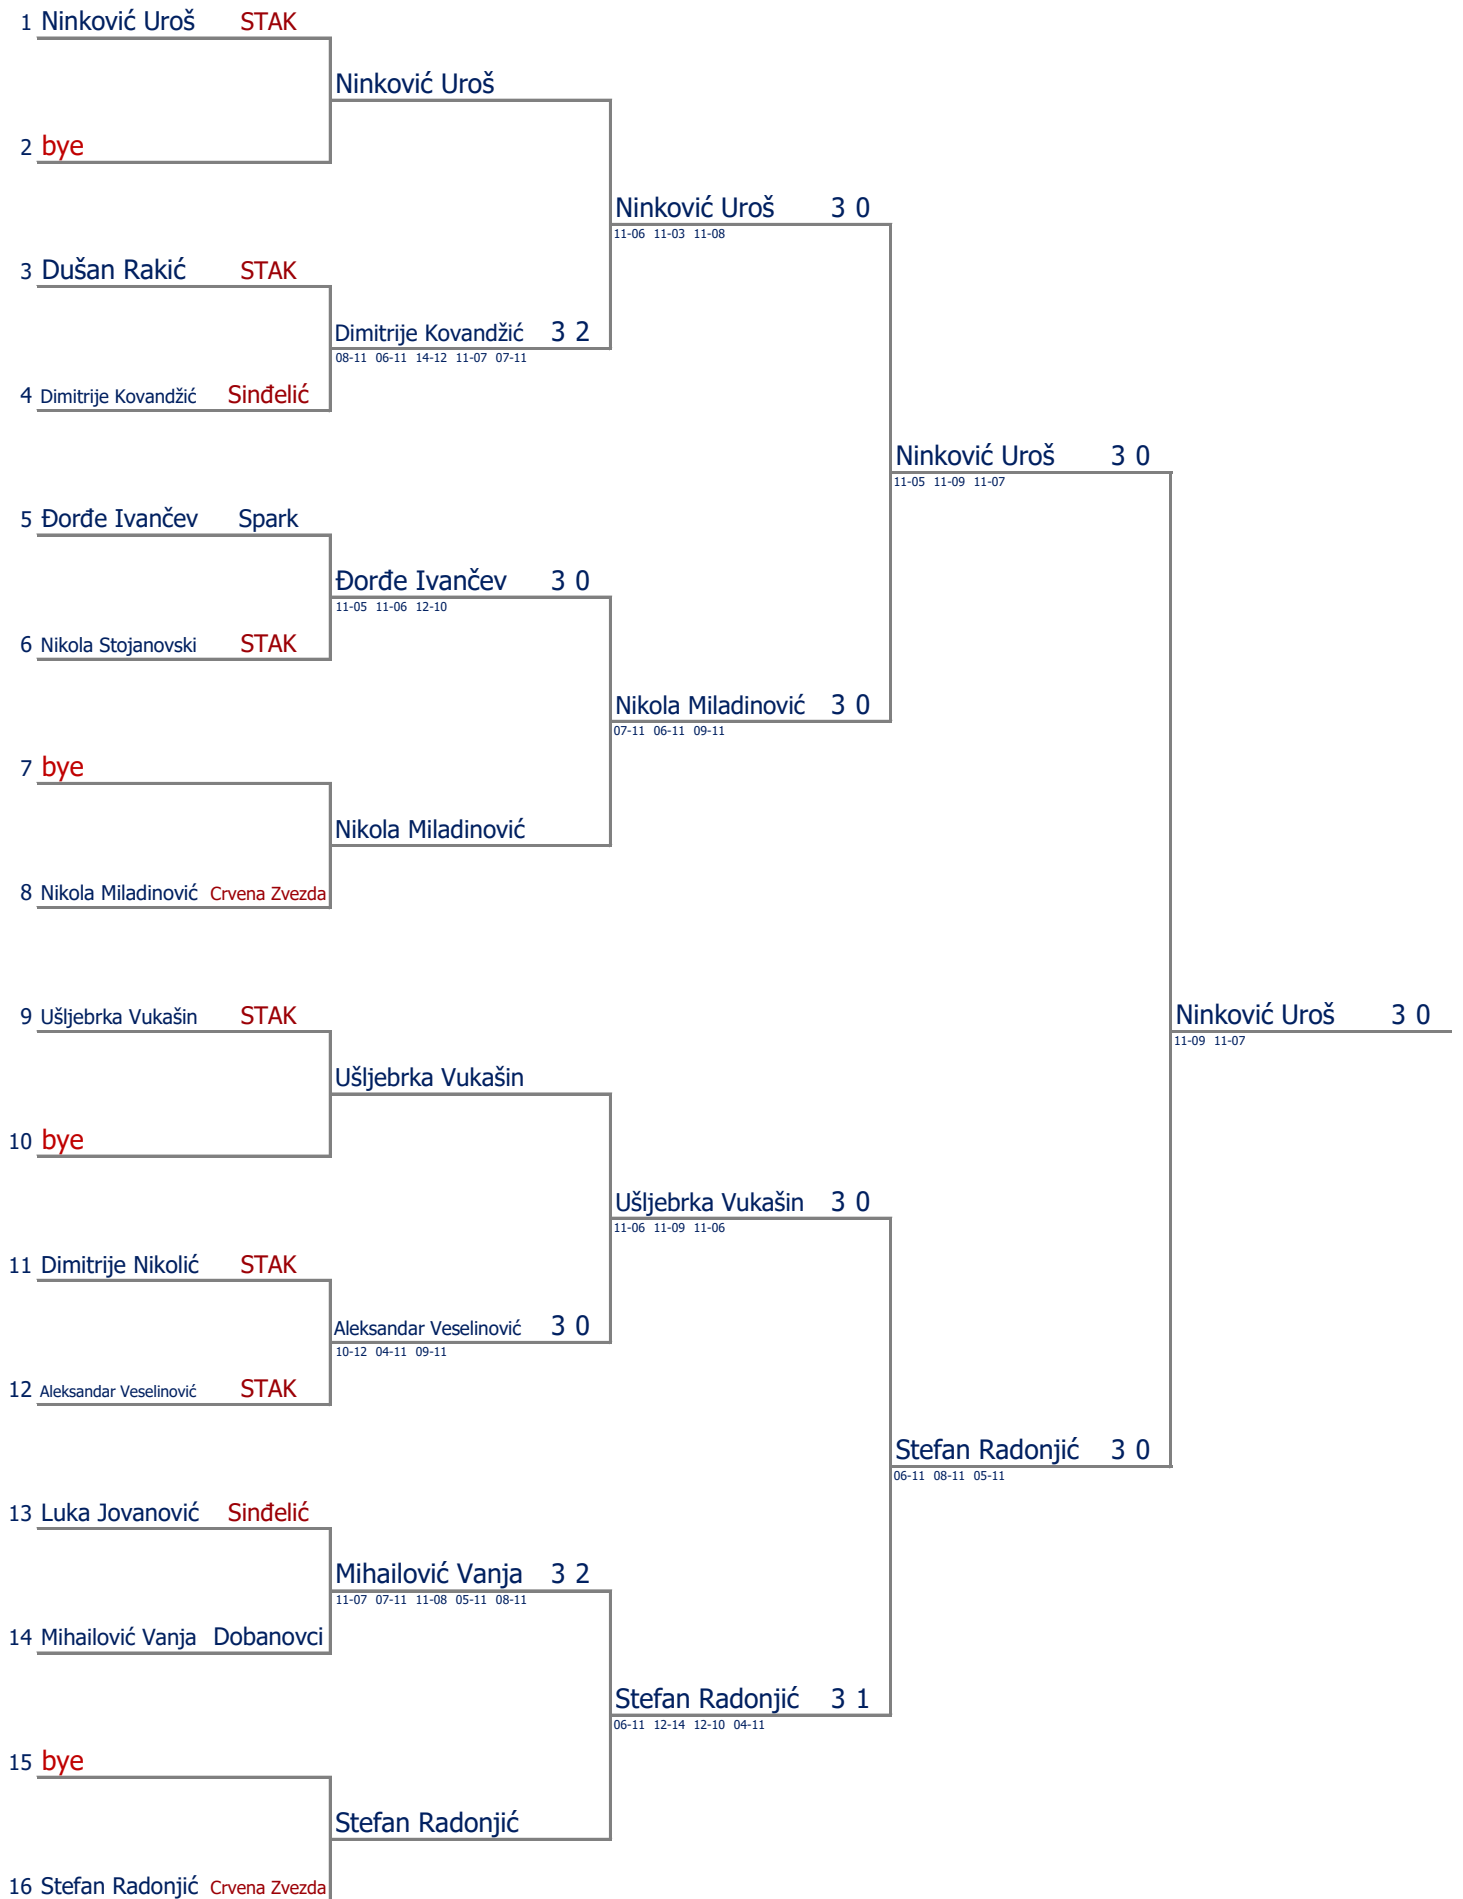 1 Ninković Uroš STAK
Ninković Uroš
2 bye
Ninković Uroš 3 0
11-06 11-03 11-08
3 Dušan Rakić STAK
Dimitrije Kovandžić 3 2
08-11 06-11 14-12 11-07 07-11
4 Dimitrije Kovandžić Sinđelić
Ninković Uroš 3 0
11-05 11-09 11-07
5 Đorđe Ivančev Spark
Đorđe Ivančev 3 0
11-05 11-06 12-10
6 Nikola Stojanovski STAK
Nikola Miladinović 3 0
07-11 06-11 09-11
7 bye
Nikola Miladinović
8 Nikola Miladinović Crvena Zvezda
9 Ušljebrka Vukašin STAK
Ninković Uroš 3 0
11-09 11-07
Ušljebrka Vukašin
10 bye
Ušljebrka Vukašin 3 0
11-06 11-09 11-06
11 Dimitrije Nikolić STAK
Aleksandar Veselinović 3 0
10-12 04-11 09-11
12 Aleksandar Veselinović STAK
Stefan Radonjić 3 0
06-11 08-11 05-11
13 Luka Jovanović Sinđelić
Mihailović Vanja 3 2
11-07 07-11 11-08 05-11 08-11
14 Mihailović Vanja Dobanovci
Stefan Radonjić 3 1
06-11 12-14 12-10 04-11
15 bye
Stefan Radonjić
16 Stefan Radonjić Crvena Zvezda